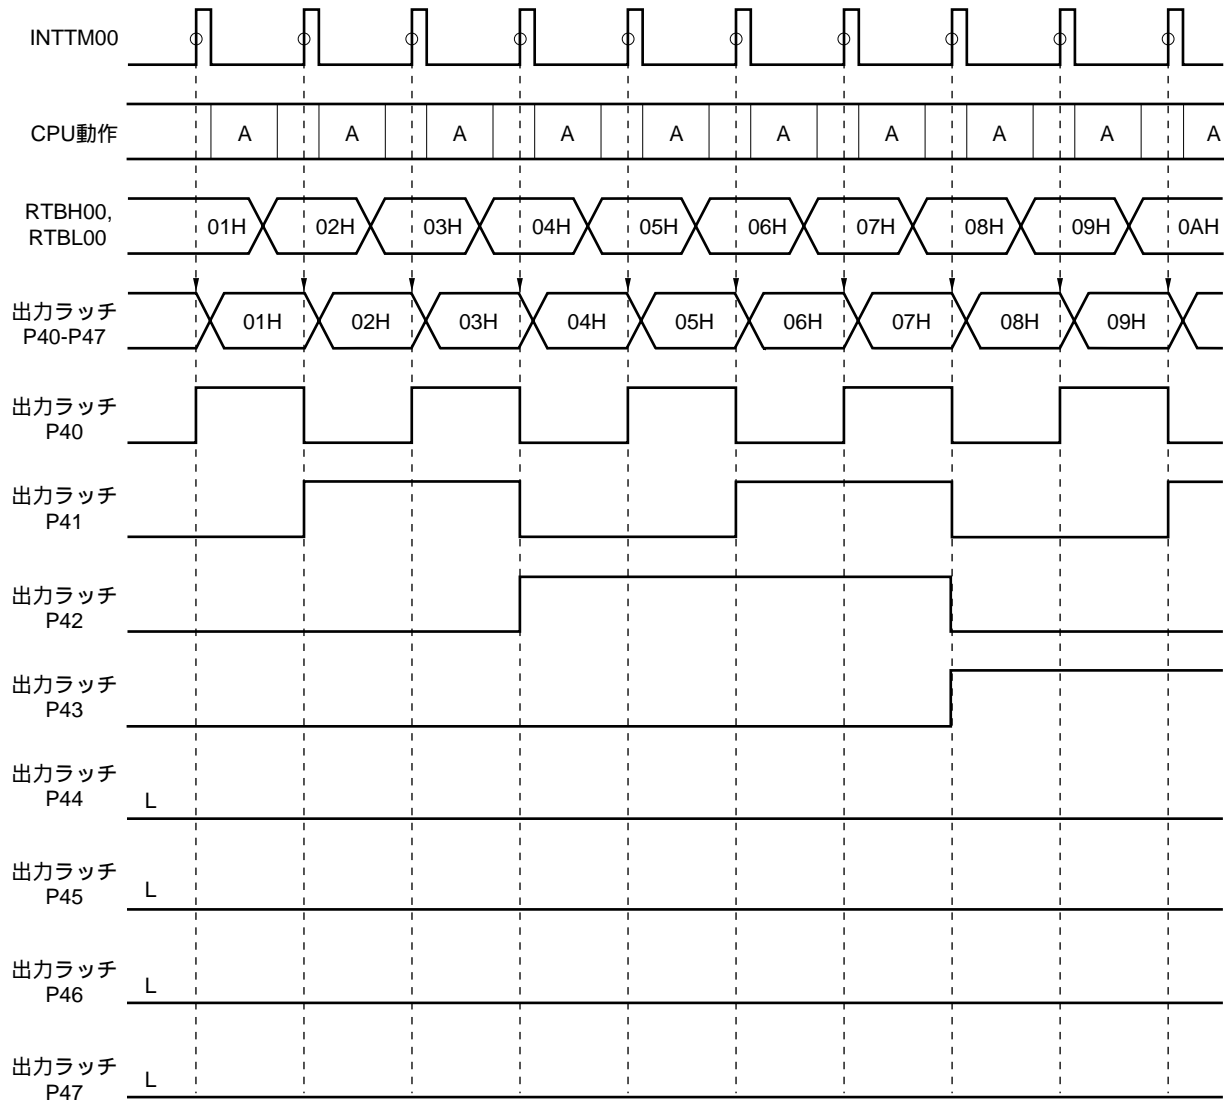 INTTM00
CPU動作 A A A A A A A A A A
RTBH00,
RTBL00
01H 02H 03H 04H 05H 06H 07H 08H 09H 0AH
出力ラッチ
P40-P47
01H 02H 03H 04H 05H 06H 07H 08H 09H
出力ラッチ
P40
出力ラッチ
P41
出力ラッチ
P42
出力ラッチ
P43
出力ラッチ
P44
L
出力ラッチ
P45
L
出力ラッチ
P46
L
出力ラッチ
P47
L